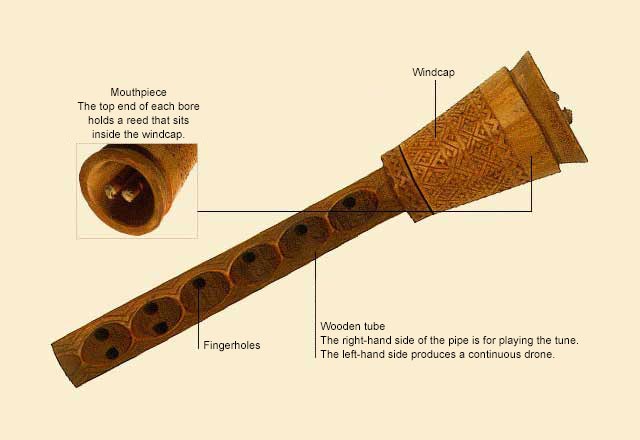 Windcap
Mouthpiece
The top end of each bore
holds a reed that sits
inside the windcap.
Wooden tube
The right-hand side of the pipe is for playing the tune.
The left-hand side produces a continuous drone.
Fingerholes